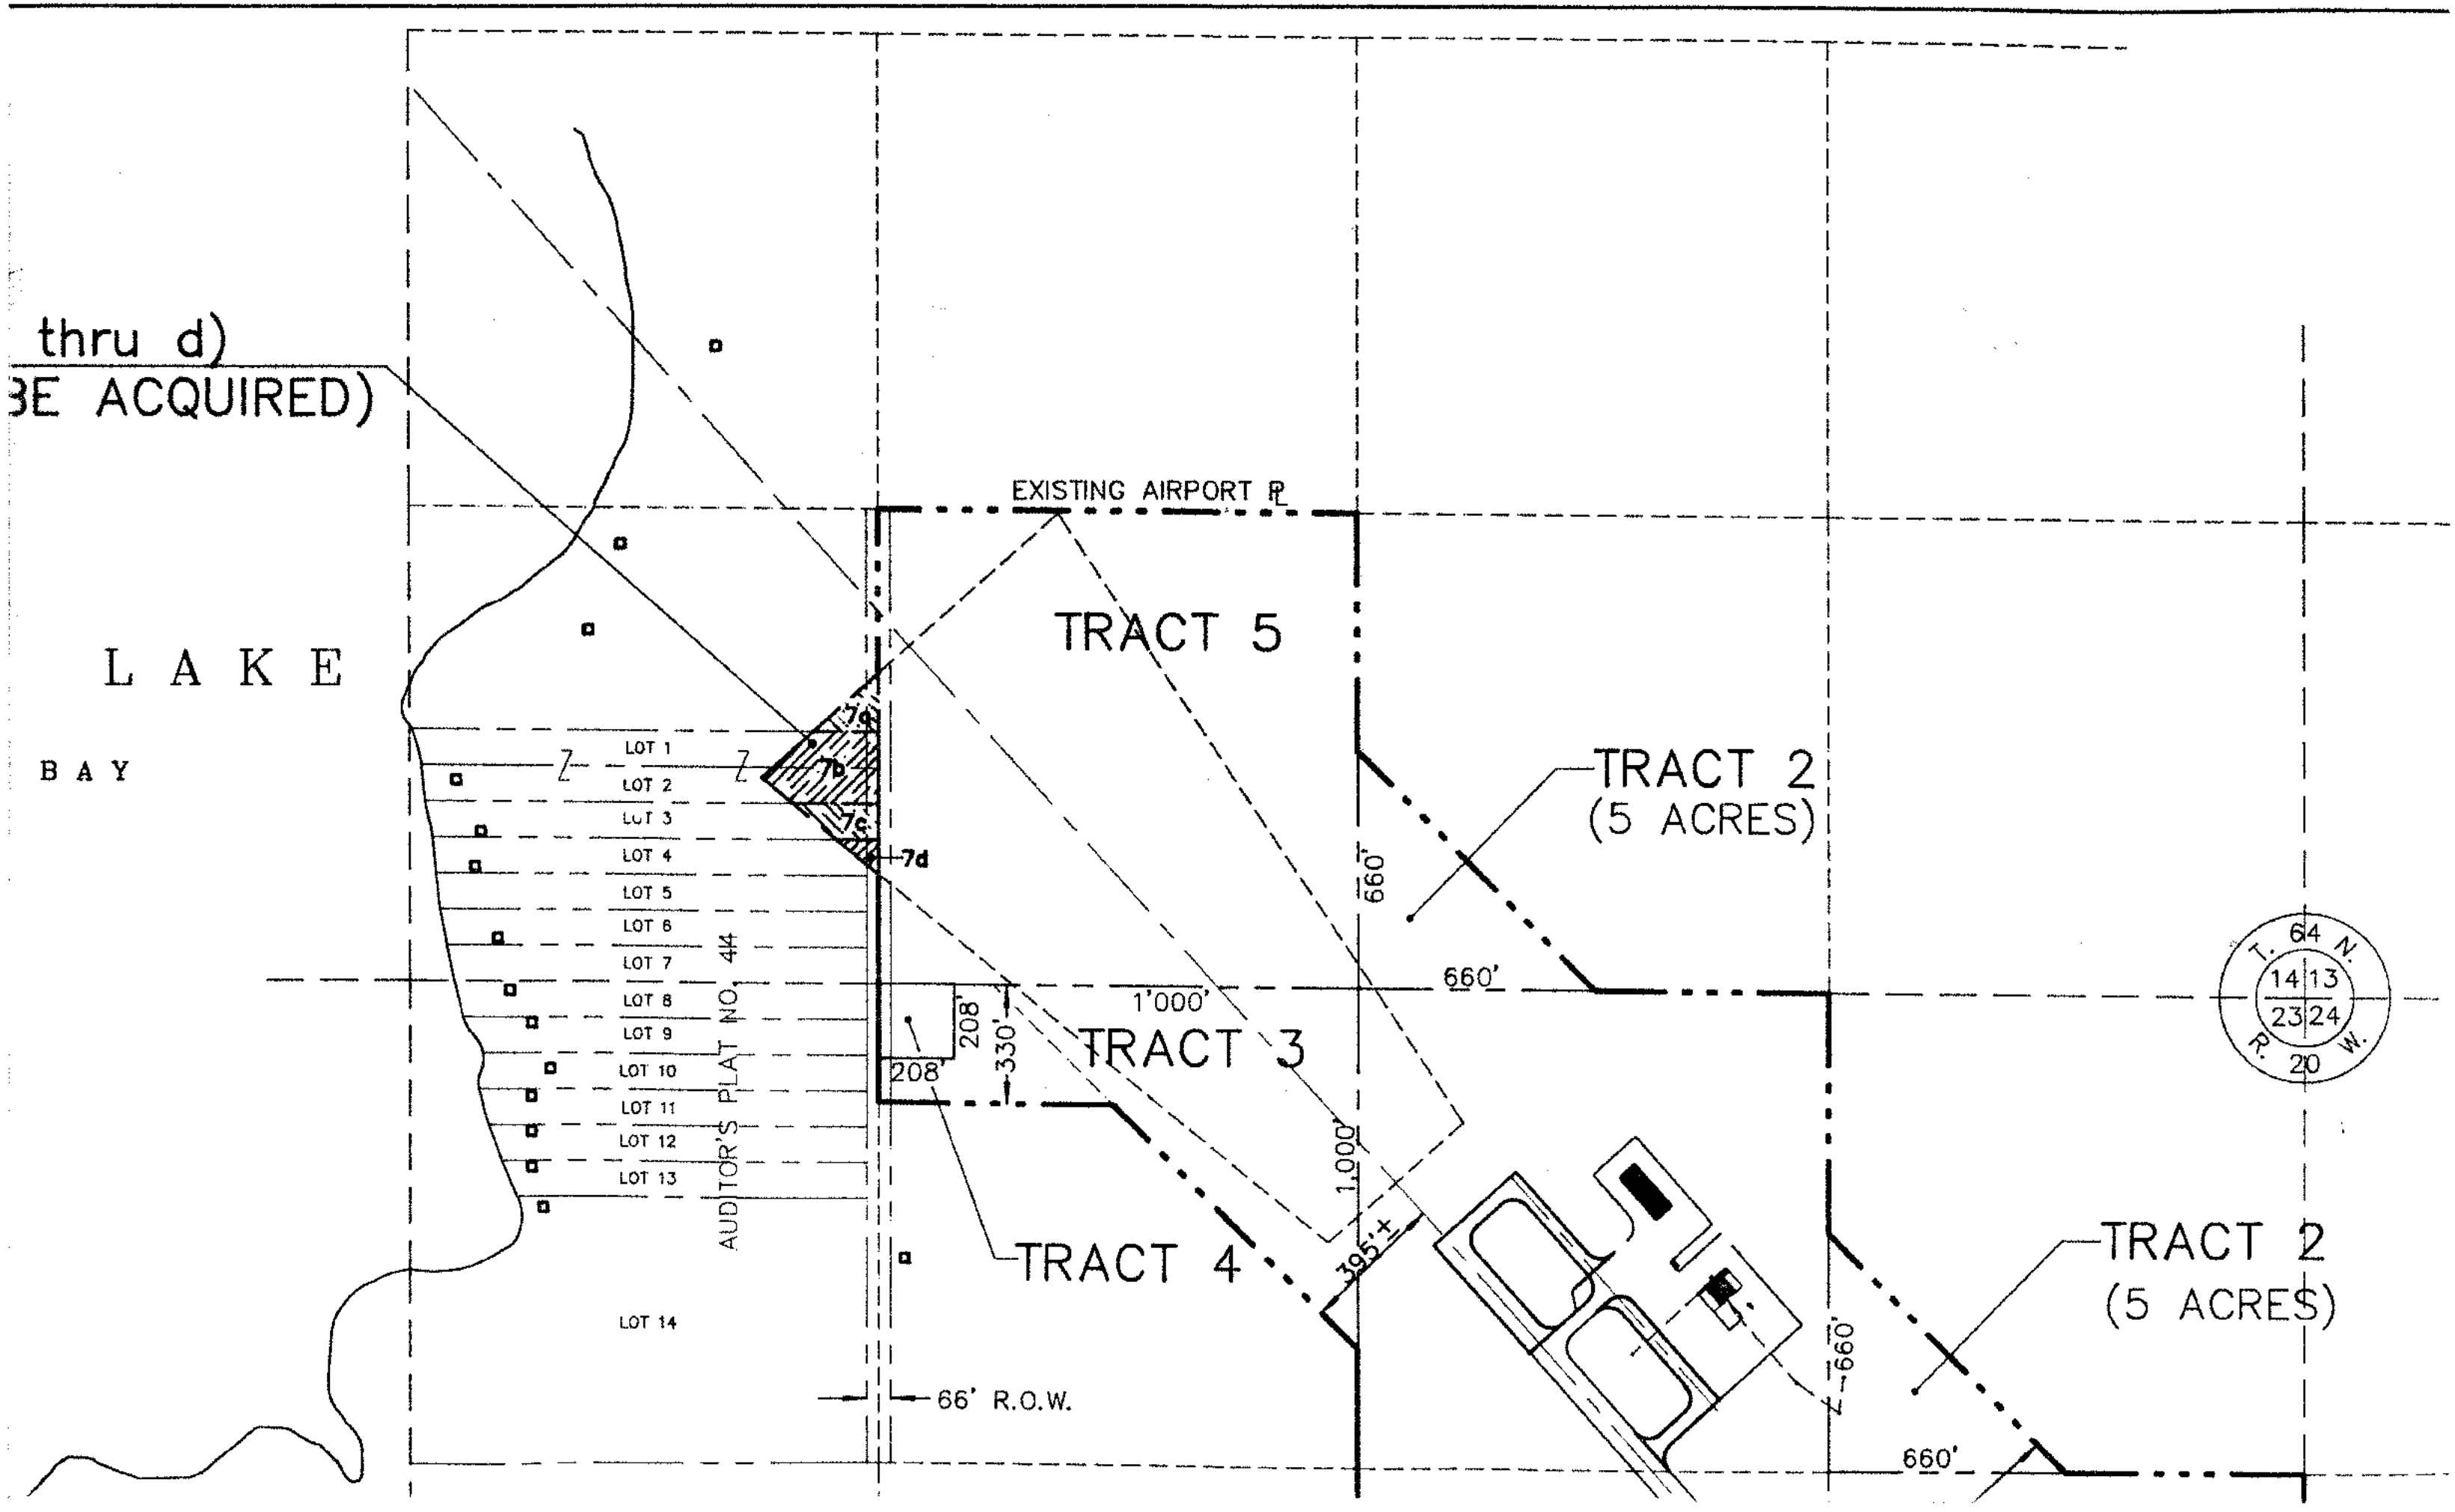 thru d)
BE ACQUIRED)
EXISTING AIRPORT PL
TRACT 5
LAKE
BAY
LOT 1
Z Z
LOT 2
LOT 3
LOT 4
LOT 5
LOT 6
LOT 7
LOT 8
LOT 9
LOT 10
LOT 11
LOT 12
LOT 13
LOT 14
AUDITOR'S PLAT NO. 44
7a
7b
7c
7d
TRACT 2
(5 ACRES)
660'
660'
1'000'
208'
208'
330'
TRACT 3
1,000'
395'±
TRACT 4
66' R.O.W.
T. 64 N.
14 13
23 24
R. 20 W.
TRACT 2
(5 ACRES)
660'
660'